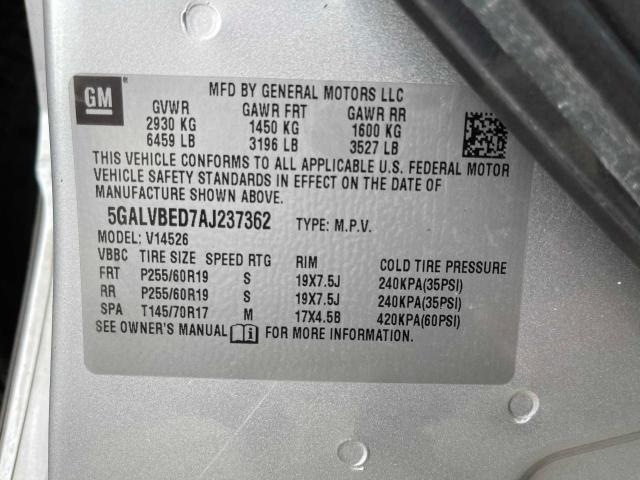 GM
MFD BY GENERAL MOTORS LLC
GVWR GAWR FRT GAWR RR
2930 KG 1450 KG 1600 KG
6459 LB 3196 LB 3527 LB
THIS VEHICLE CONFORMS TO ALL APPLICABLE U.S. FEDERAL MOTOR
VEHICLE SAFETY STANDARDS IN EFFECT ON THE DATE OF
MANUFACTURE SHOWN ABOVE.
5GALVBED7AJ237362 TYPE: M.P.V.
MODEL: V14526
VBBC TIRE SIZE SPEED RTG RIM COLD TIRE PRESSURE
FRT P255/60R19 S 19X7.5J 240KPA(35PSI)
RR P255/60R19 S 19X7.5J 240KPA(35PSI)
SPA T145/70R17 M 17X4.5B 420KPA(60PSI)
SEE OWNER'S MANUAL FOR MORE INFORMATION.